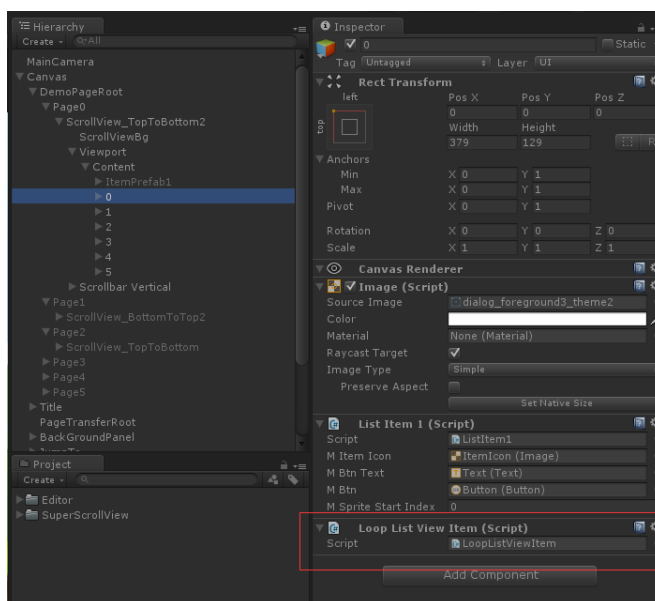 Hierarchy
Create
All
MainCamera
Canvas
DemoPageRoot
Page0
ScrollView_TopToBottom2
ScrollViewBg
Viewport
Content
ItemPrefab1
0
1
2
3
4
5
Scrollbar Vertical
Page1
ScrollView_BottomToTop2
Page2
ScrollView_TopToBottom
Page3
Page4
Page5
Title
PageTransferRoot
BackGroundPanel
Project
Create
Editor
SuperScrollView
Inspector
0 Static
Tag Untagged Layer UI
Rect Transform
left Pos X Pos Y Pos Z
top 0 0 0
Width Height
379 129
R
Anchors
Min X 0 Y 1
Max X 0 Y 1
Pivot X 0 Y 1
Rotation X 0 Y 0 Z 0
Scale X 1 Y 1 Z 1
Canvas Renderer
Image (Script)
Source Image dialog_foreground3_theme2
Color
Material None (Material)
Raycast Target
Image Type Simple
Preserve Aspect
Set Native Size
List Item 1 (Script)
Script ListItem1
M Item Icon ItemIcon (Image)
M Btn Text Text (Text)
M Btn Button (Button)
M Sprite Start Index 0
Loop List View Item (Script)
Script LoopListViewItem
Add Component